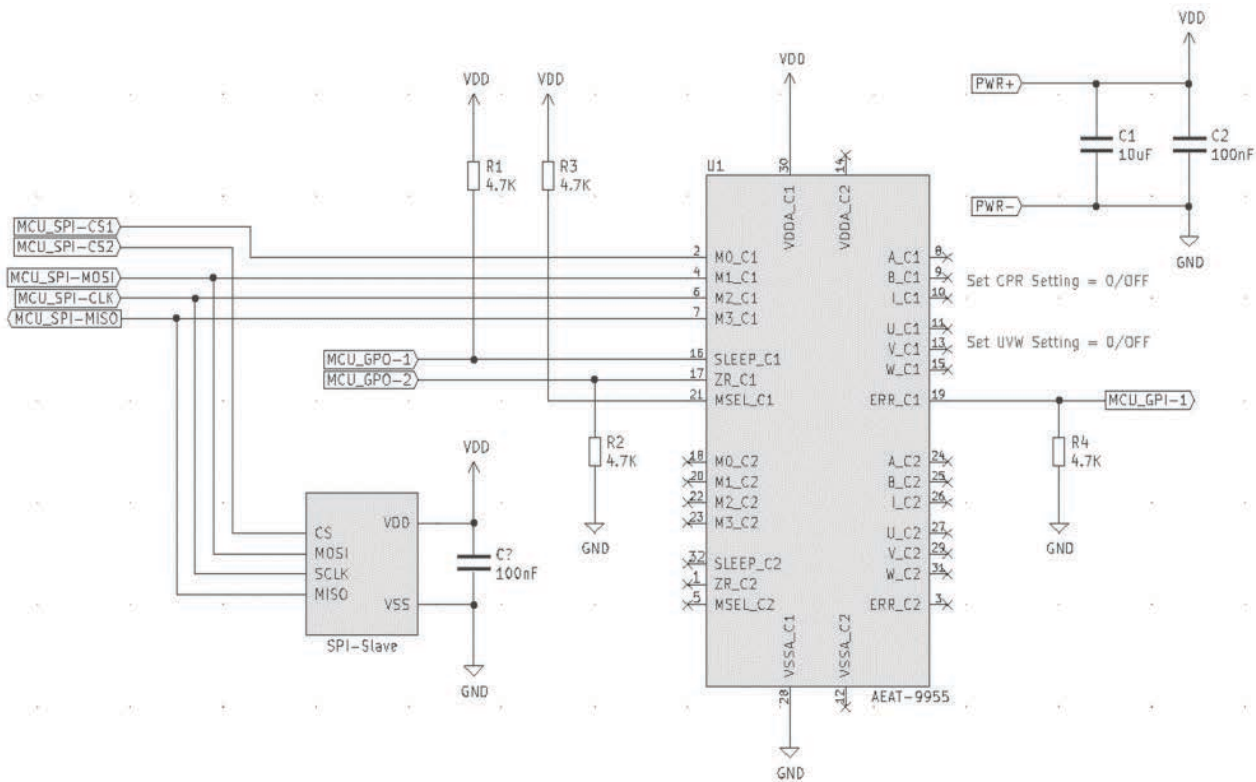 VDD
VDD
VDD
VDD
PWR+
C1
10uF
C2
100nF
PWR-
GND
R1
4.7K
R3
4.7K
U1
30
14
VDDA_C1
VDDA_C2
MCU_SPI-CS1
MCU_SPI-CS2
MCU_SPI-MOSI
MCU_SPI-CLK
MCU_SPI-MISO
2 M0_C1
4 M1_C1
6 M2_C1
7 M3_C1
A_C1 8
B_C1 9
I_C1 10
U_C1 11
V_C1 13
W_C1 15
Set CPR Setting = 0/OFF
Set UVW Setting = 0/OFF
MCU_GPO-1
MCU_GPO-2
16 SLEEP_C1
17 ZR_C1
21 MSEL_C1
ERR_C1 19
MCU_GPI-1
R2
4.7K
GND
R4
4.7K
GND
18 M0_C2
20 M1_C2
22 M2_C2
23 M3_C2
32 SLEEP_C2
1 ZR_C2
5 MSEL_C2
A_C2 24
B_C2 25
I_C2 26
U_C2 27
V_C2 29
W_C2 31
ERR_C2 3
VDD
CS
MOSI
SCLK
MISO
VDD
VSS
SPI-Slave
C?
100nF
GND
VSSA_C1
VSSA_C2
28
12
AEAT-9955
GND